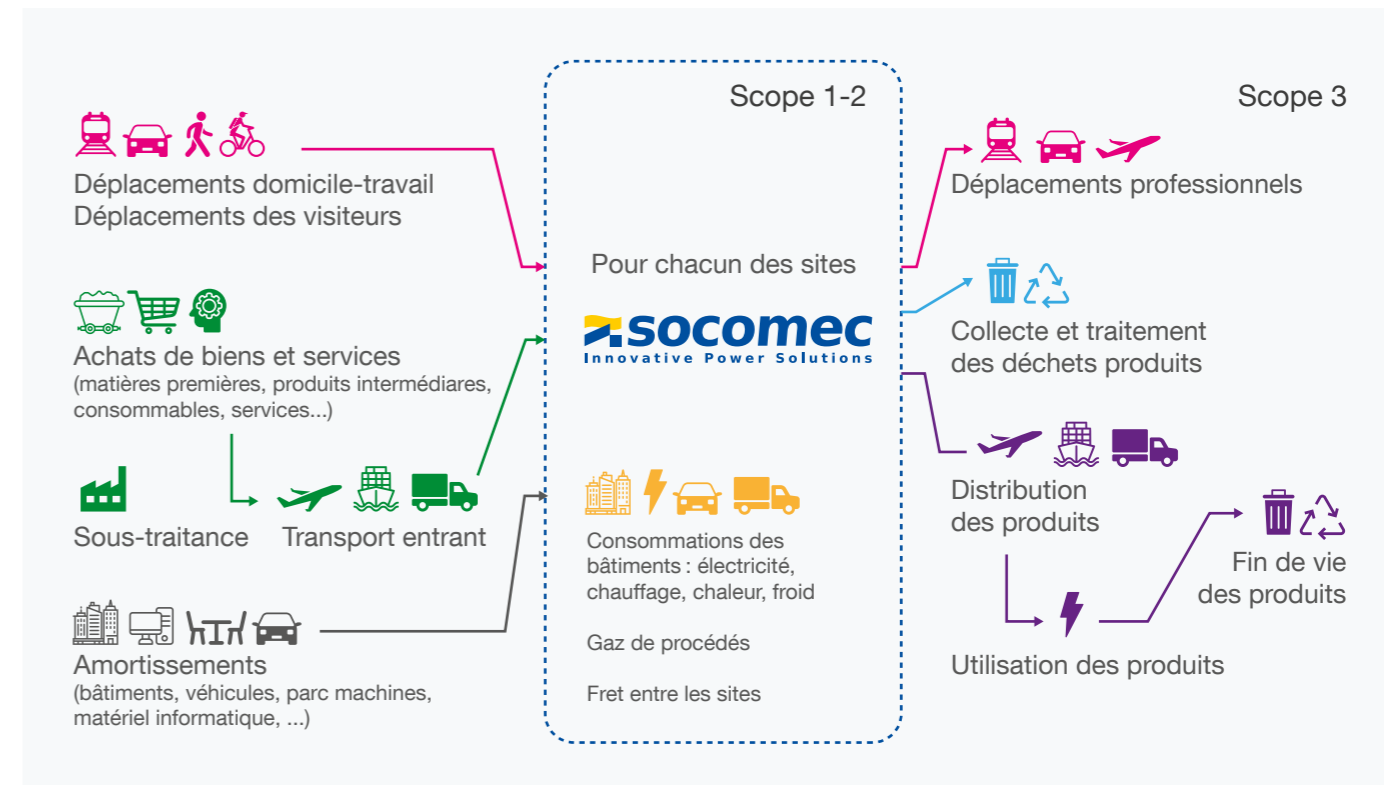 Scope 1-2
Scope 3
Déplacements domicile-travail
Déplacements des visiteurs
Achats de biens et services
(matières premières, produits intermédiares,
consommables, services...)
Sous-traitance
Transport entrant
Amortissements
(bâtiments, véhicules, parc machines,
matériel informatique, ...)
Pour chacun des sites
socomec
Innovative Power Solutions
Consommations des
bâtiments : électricité,
chauffage, chaleur, froid
Gaz de procédés
Fret entre les sites
Déplacements professionnels
Collecte et traitement
des déchets produits
Distribution
des produits
Fin de vie
des produits
Utilisation des produits